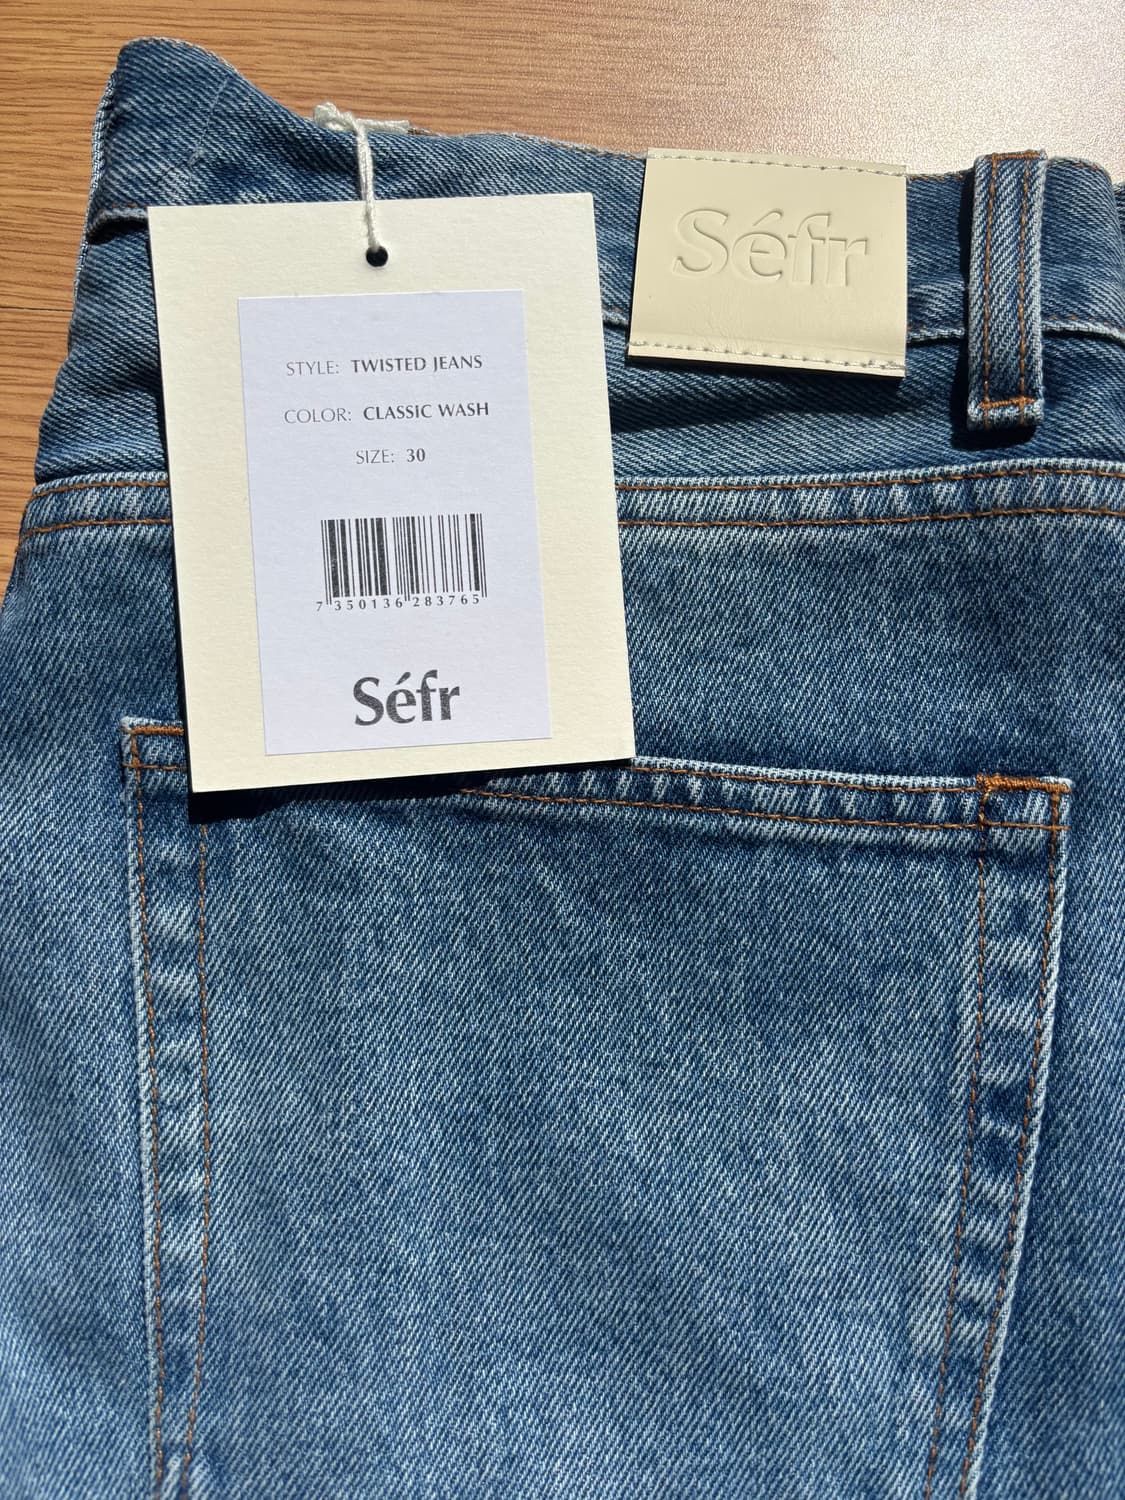 Séfr
STYLE: TWISTED JEANS
COLOR: CLASSIC WASH
SIZE: 30
7 350136 283765
Séfr